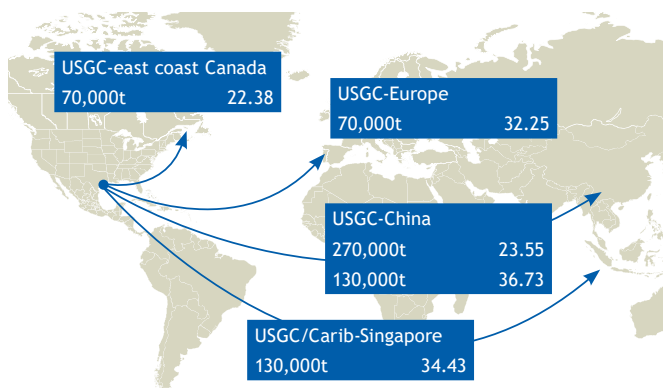 USGC-east coast Canada
70,000t 22.38
USGC-Europe
70,000t 32.25
USGC-China
270,000t 23.55
130,000t 36.73
USGC/Carib-Singapore
130,000t 34.43